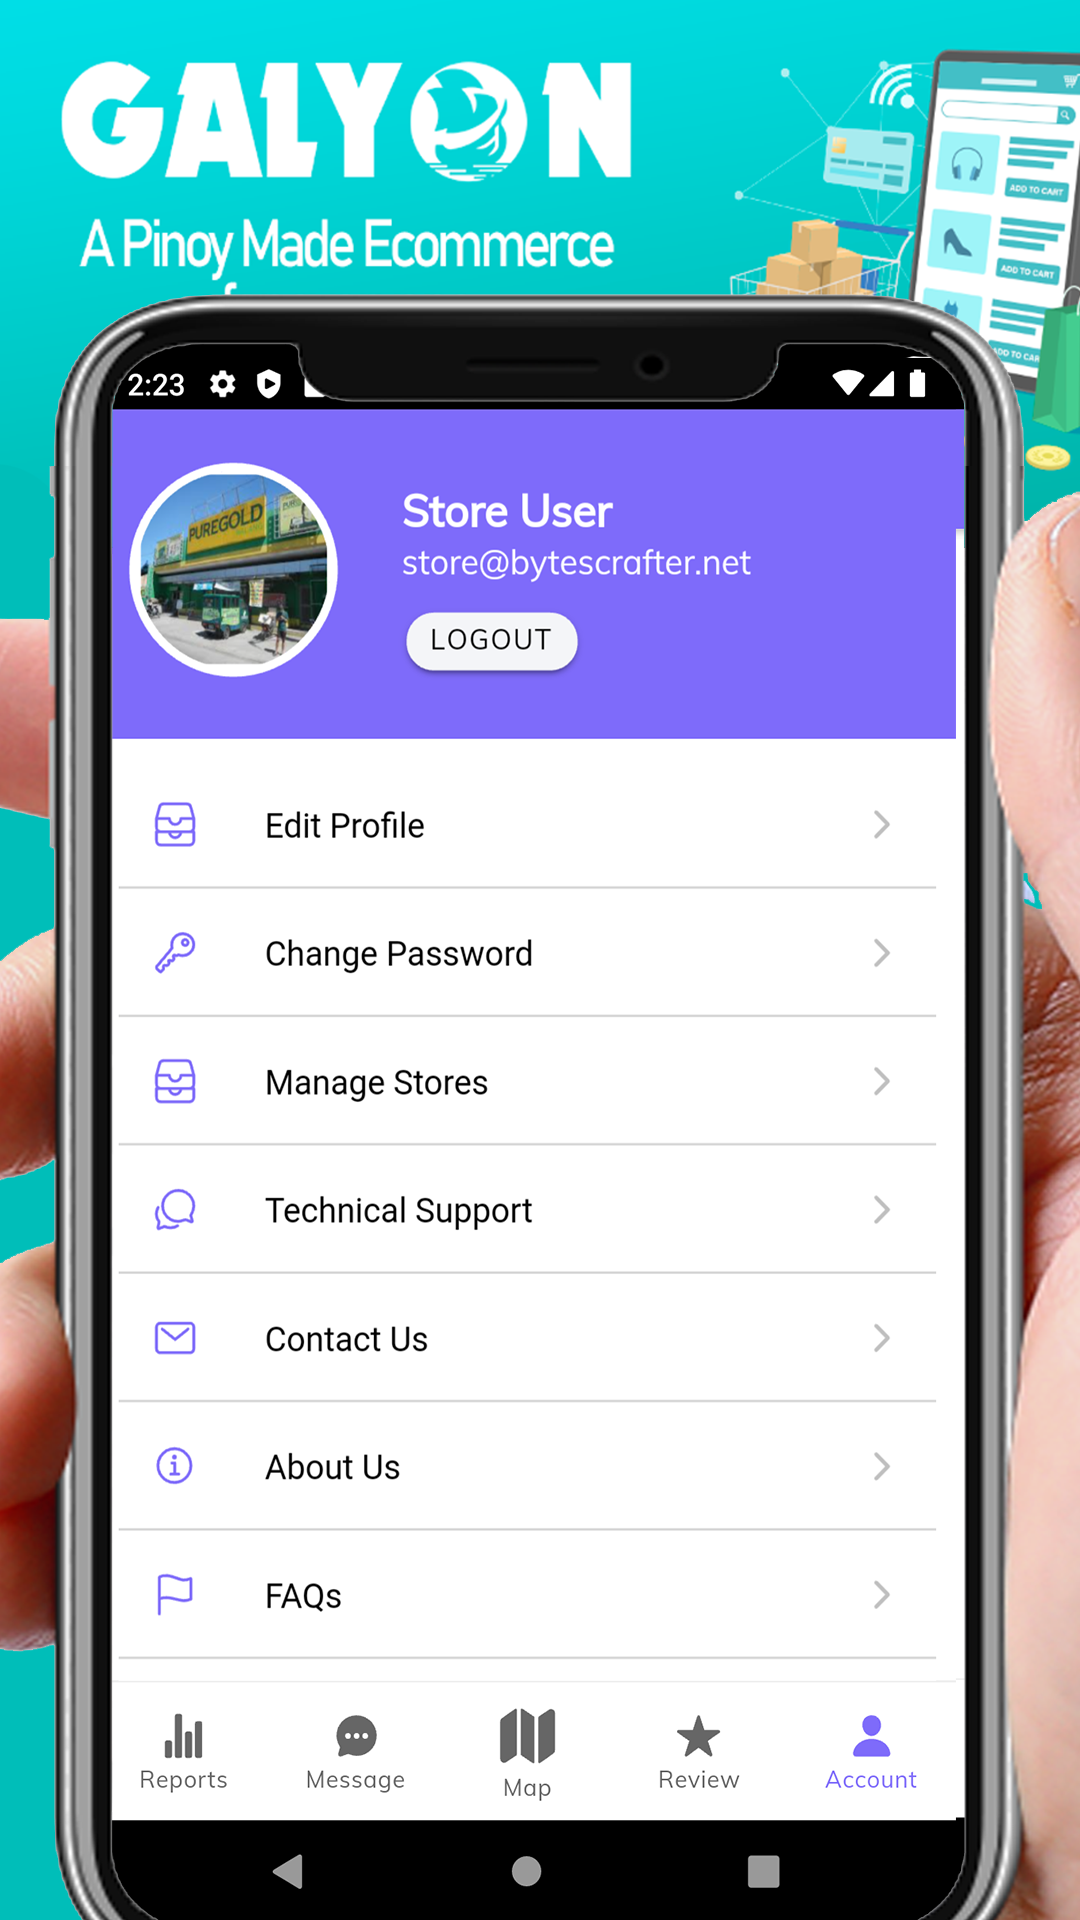 GALYON
A Pinoy Made Ecommerce
ADD TO CART
ADD TO CART
ADD TO CAR
2:23
PUREGOLD
Store User
store@bytescrafter.net
LOGOUT
Edit Profile
Change Password
Manage Stores
Technical Support
Contact Us
About Us
FAQs
Reports
Message
Map
Review
Account